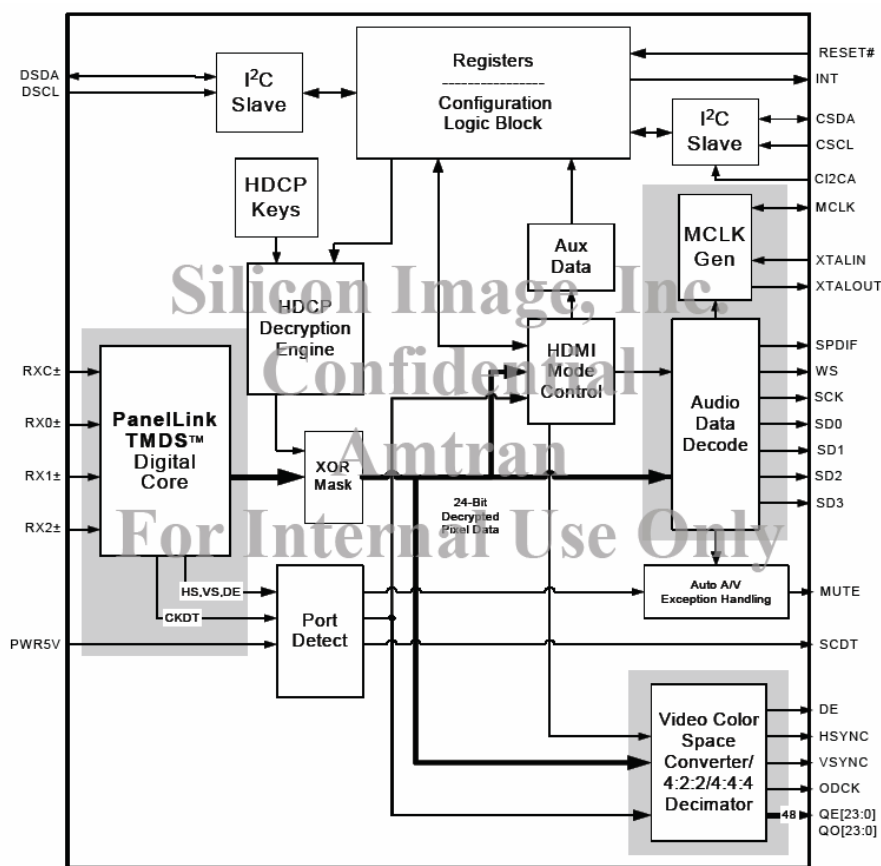 DSDA
DSCL
I2C
Slave
Registers
----------------
Configuration
Logic Block
RESET#
INT
I2C
Slave
CSDA
CSCL
CI2CA
HDCP
Keys
Aux
Data
MCLK
Gen
MCLK
XTALIN
XTALOUT
Silicon Image, Inc.
HDCP
Decryption
Engine
HDMI
Mode
Control
Confidential
RXC±
RX0±
RX1±
RX2±
PanelLink
TMDS™
Digital
Core
XOR
Mask
Amtran
24-Bit
Decrypted
Pixel Data
Audio
Data
Decode
SPDIF
WS
SCK
SD0
SD1
SD2
SD3
For Internal Use Only
HS,VS,DE
CKDT
PWR5V
Port
Detect
Auto A/V
Exception Handling
MUTE
SCDT
Video Color
Space
Converter/
4:2:2/4:4:4
Decimator
DE
HSYNC
VSYNC
ODCK
48
QE[23:0]
QO[23:0]